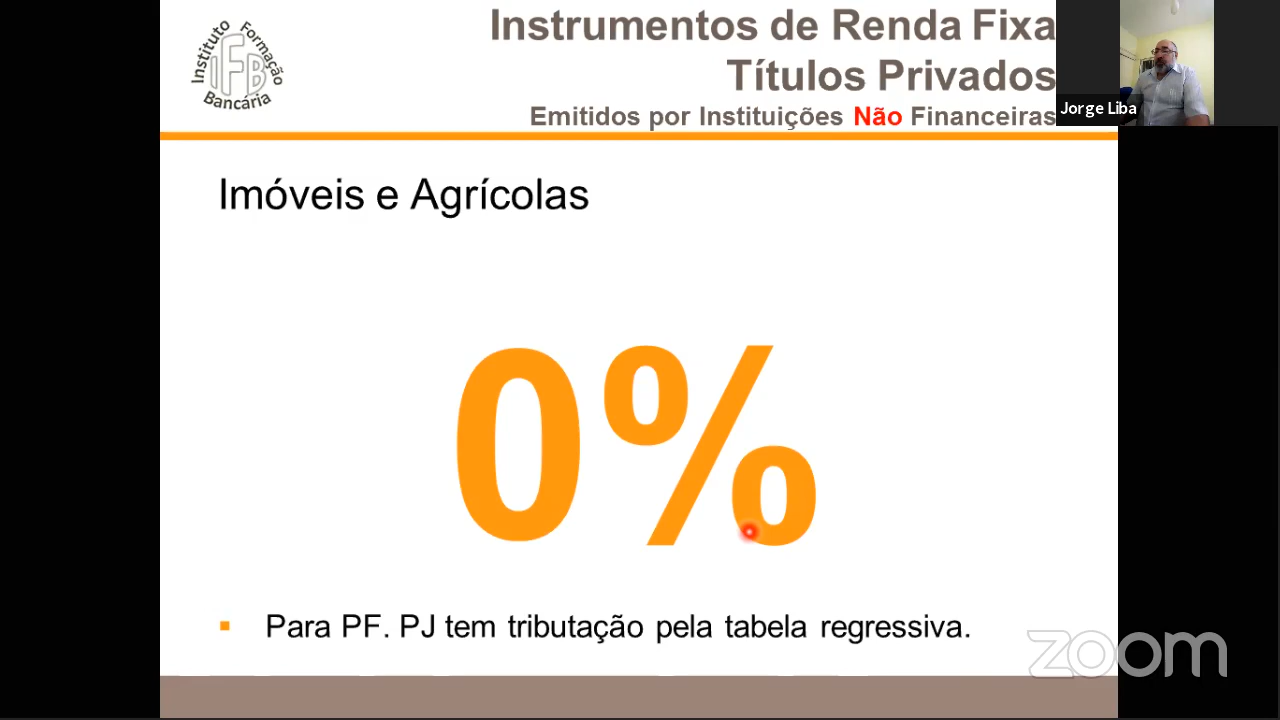 Instituto Formação
IFB
Bancária
Instrumentos de Renda Fixa
Títulos Privados
Emitidos por Instituições Não Financeiras
Jorge Liba
Imóveis e Agrícolas
0%
Para PF. PJ tem tributação pela tabela regressiva.
zoom